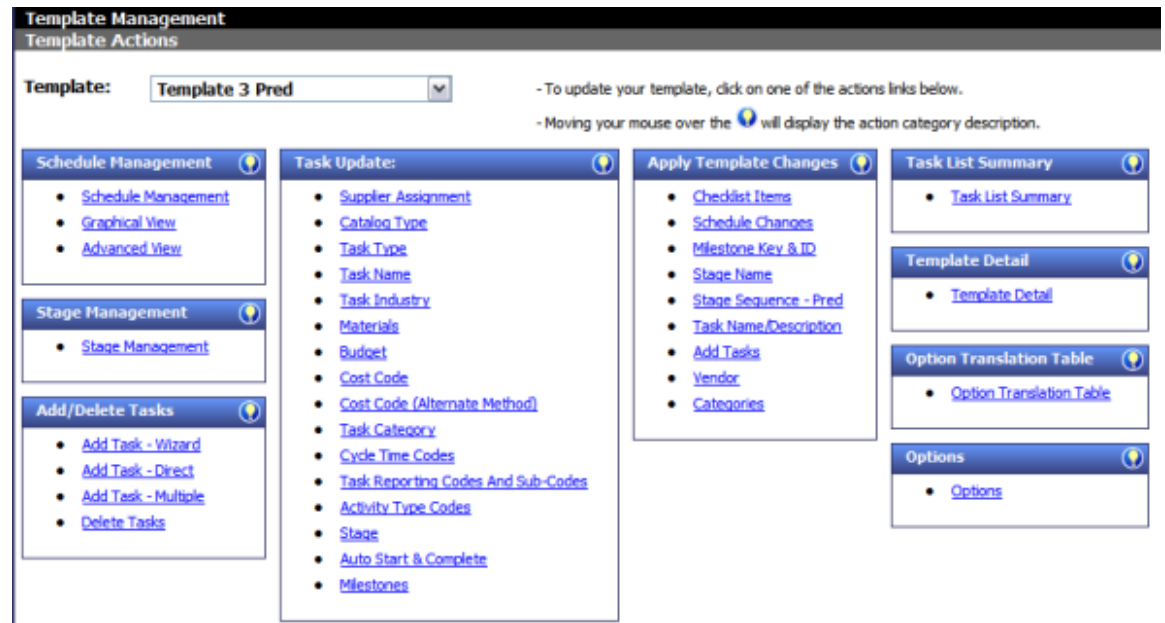 Template Management
Template Actions
Template:
Template 3 Pred
- To update your template, click on one of the actions links below.
- Moving your mouse over the will display the action category description.
Schedule Management
Schedule Management
Graphical View
Advanced View
Stage Management
Stage Management
Add/Delete Tasks
Add Task - Wizard
Add Task - Direct
Add Task - Multiple
Delete Tasks
Task Update:
Supplier Assignment
Catalog Type
Task Type
Task Name
Task Industry
Materials
Budget
Cost Code
Cost Code (Alternate Method)
Task Category
Cycle Time Codes
Task Reporting Codes And Sub-Codes
Activity Type Codes
Stage
Auto Start & Complete
Milestones
Apply Template Changes
Checklist Items
Schedule Changes
Milestone Key & ID
Stage Name
Stage Sequence - Pred
Task Name/Description
Add Tasks
Vendor
Categories
Task List Summary
Task List Summary
Template Detail
Template Detail
Option Translation Table
Option Translation Table
Options
Options